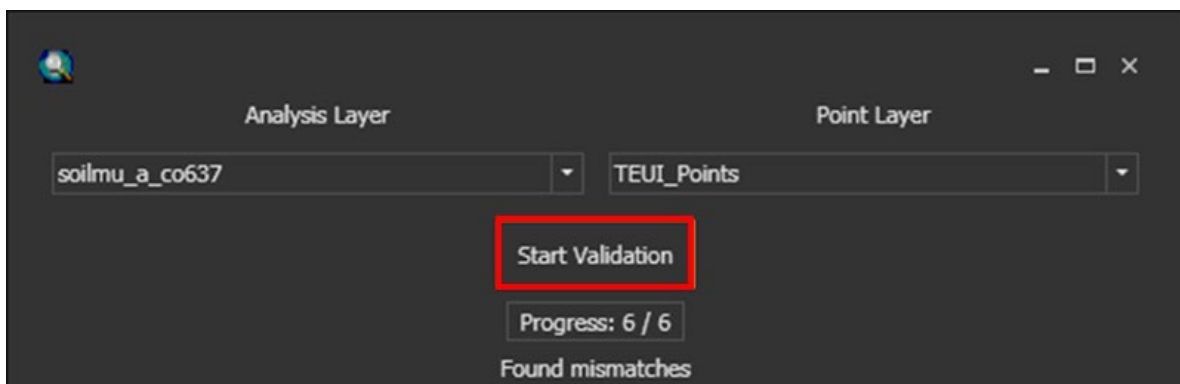 Analysis Layer
Point Layer
soilmu_a_co637
TEUI_Points
Start Validation
Progress: 6 / 6
Found mismatches